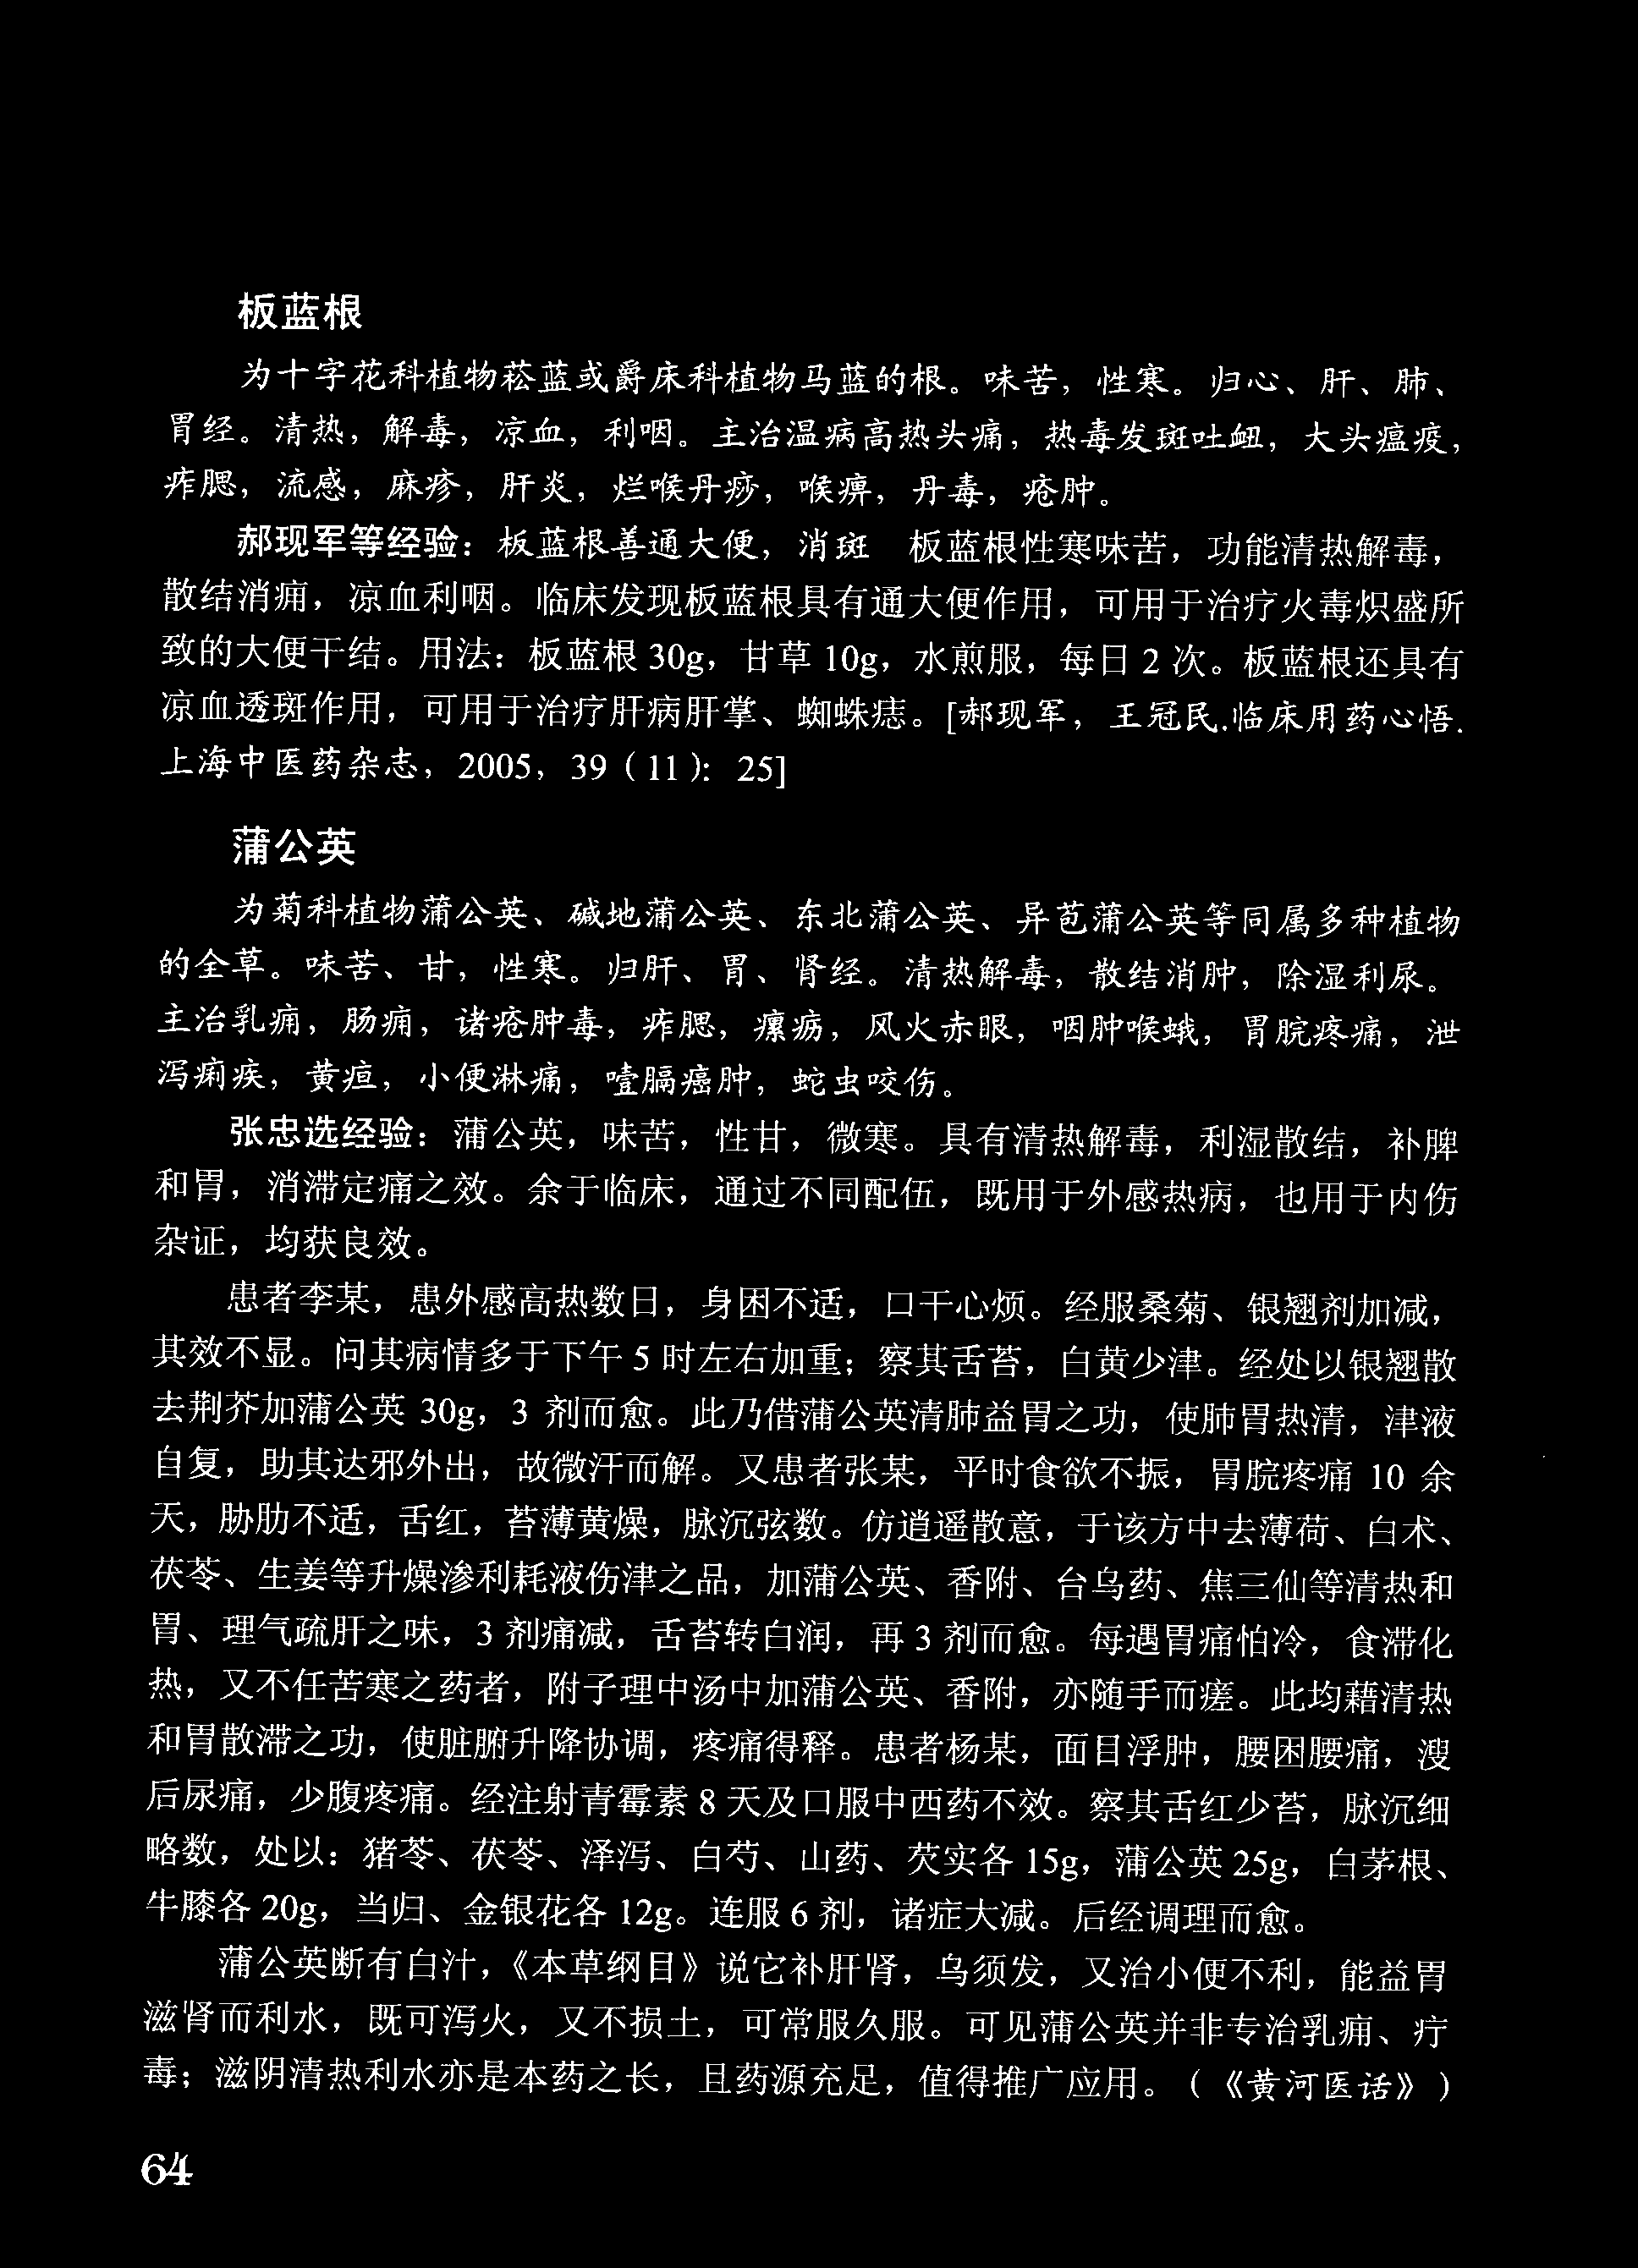 板蓝根
为十字花科植物菘蓝或爵床科植物马蓝的根。味苦，性寒。归心、肝、肺、
胃经。清热，解毒，凉血，利咽。主治温病高热头痛，热毒发斑吐衄，大头瘟疫，
痄腮，流感，麻疹，肝炎，烂喉丹痧，喉痹，丹毒，疮肿。
郝现军等经验：板蓝根善通大便，消斑　板蓝根性寒味苦，功能清热解毒，
散结消痈，凉血利咽。临床发现板蓝根具有通大便作用，可用于治疗火毒炽盛所
致的大便干结。用法：板蓝根 30g，甘草 10g，水煎服，每日 2 次。板蓝根还具有
凉血透斑作用，可用于治疗肝病肝掌、蜘蛛痣。[郝现军，王冠民.临床用药心悟.
上海中医药杂志，2005，39（11）：25]
蒲公英
为菊科植物蒲公英、碱地蒲公英、东北蒲公英、异苞蒲公英等同属多种植物
的全草。味苦、甘，性寒。归肝、胃、肾经。清热解毒，散结消肿，除湿利尿。
主治乳痈，肠痈，诸疮肿毒，痄腮，瘰疬，风火赤眼，咽肿喉蛾，胃脘疼痛，泄
泻痢疾，黄疸，小便淋痛，噎膈癌肿，蛇虫咬伤。
张忠选经验：蒲公英，味苦，性甘，微寒。具有清热解毒，利湿散结，补脾
和胃，消滞定痛之效。余于临床，通过不同配伍，既用于外感热病，也用于内伤
杂证，均获良效。
患者李某，患外感高热数日，身困不适，口干心烦。经服桑菊、银翘剂加减，
其效不显。问其病情多于下午 5 时左右加重；察其舌苔，白黄少津。经处以银翘散
去荆芥加蒲公英 30g，3 剂而愈。此乃借蒲公英清肺益胃之功，使肺胃热清，津液
自复，助其达邪外出，故微汗而解。又患者张某，平时食欲不振，胃脘疼痛 10 余
天，胁肋不适，舌红，苔薄黄燥，脉沉弦数。仿逍遥散意，于该方中去薄荷、白术、
茯苓、生姜等升燥渗利耗液伤津之品，加蒲公英、香附、台乌药、焦三仙等清热和
胃、理气疏肝之味，3 剂痛减，舌苔转白润，再 3 剂而愈。每遇胃痛怕冷，食滞化
热，又不任苦寒之药者，附子理中汤中加蒲公英、香附，亦随手而瘥。此均藉清热
和胃散滞之功，使脏腑升降协调，疼痛得释。患者杨某，面目浮肿，腰困腰痛，溲
后尿痛，少腹疼痛。经注射青霉素 8 天及口服中西药不效。察其舌红少苔，脉沉细
略数，处以：猪苓、茯苓、泽泻、白芍、山药、芡实各 15g，蒲公英 25g，白茅根、
牛膝各 20g，当归、金银花各 12g。连服 6 剂，诸症大减。后经调理而愈。
蒲公英断有白汁，《本草纲目》说它补肝肾，乌须发，又治小便不利，能益胃
滋肾而利水，既可泻火，又不损土，可常服久服。可见蒲公英并非专治乳痈、疔
毒；滋阴清热利水亦是本药之长，且药源充足，值得推广应用。（《黄河医话》）
64